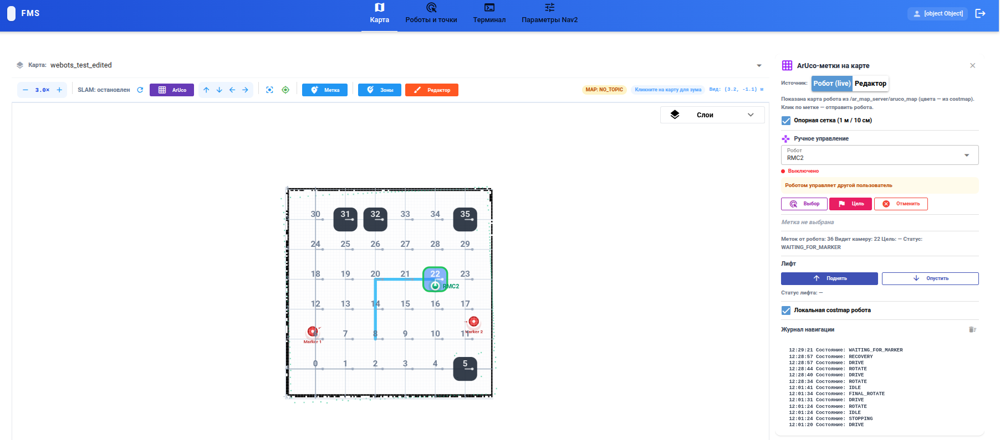 FMS
Карта
Роботы и точки
Терминал
Параметры Nav2
[object Object]
Карта: webots_test_edited
3.0×
SLAM: остановлен
ArUco
Метка
Зоны
Редактор
MAP: NO_TOPIC
Кликните на карту для зума
Вид: (3.2, -1.1) м
Слои
30 31 32 33 34 35
24 25 26 27 28 29
18 19 20 21 22 23
RMC2
12 13 14 15 16 17
6 7 8 9 10 11
Marker 1
Marker 2
0 1 2 3 4 5
ArUco-метки на карте
Источник: Робот (live) Редактор
Показана карта робота из /ar_map_server/aruco_map (цвета — из costmap).
Клик по метке — отправить робота.
Опорная сетка (1 м / 10 см)
Ручное управление
Робот
RMC2
Выключено
Роботом управляет другой пользователь
Выбор
Цель
Отменить
Метка не выбрана
Меток от робота: 36 Видит камеру: 22 Цель: — Статус:
WAITING_FOR_MARKER
Лифт
Поднять
Опустить
Статус лифта: —
Локальная costmap робота
Журнал навигации
12:29:21 Состояние: WAITING_FOR_MARKER
12:28:57 Состояние: RECOVERY
12:28:57 Состояние: DRIVE
12:28:44 Состояние: ROTATE
12:28:40 Состояние: DRIVE
12:28:34 Состояние: ROTATE
12:01:41 Состояние: IDLE
12:01:34 Состояние: FINAL_ROTATE
12:01:31 Состояние: DRIVE
12:01:24 Состояние: ROTATE
12:01:24 Состояние: IDLE
12:01:24 Состояние: STOPPING
12:01:20 Состояние: DRIVE